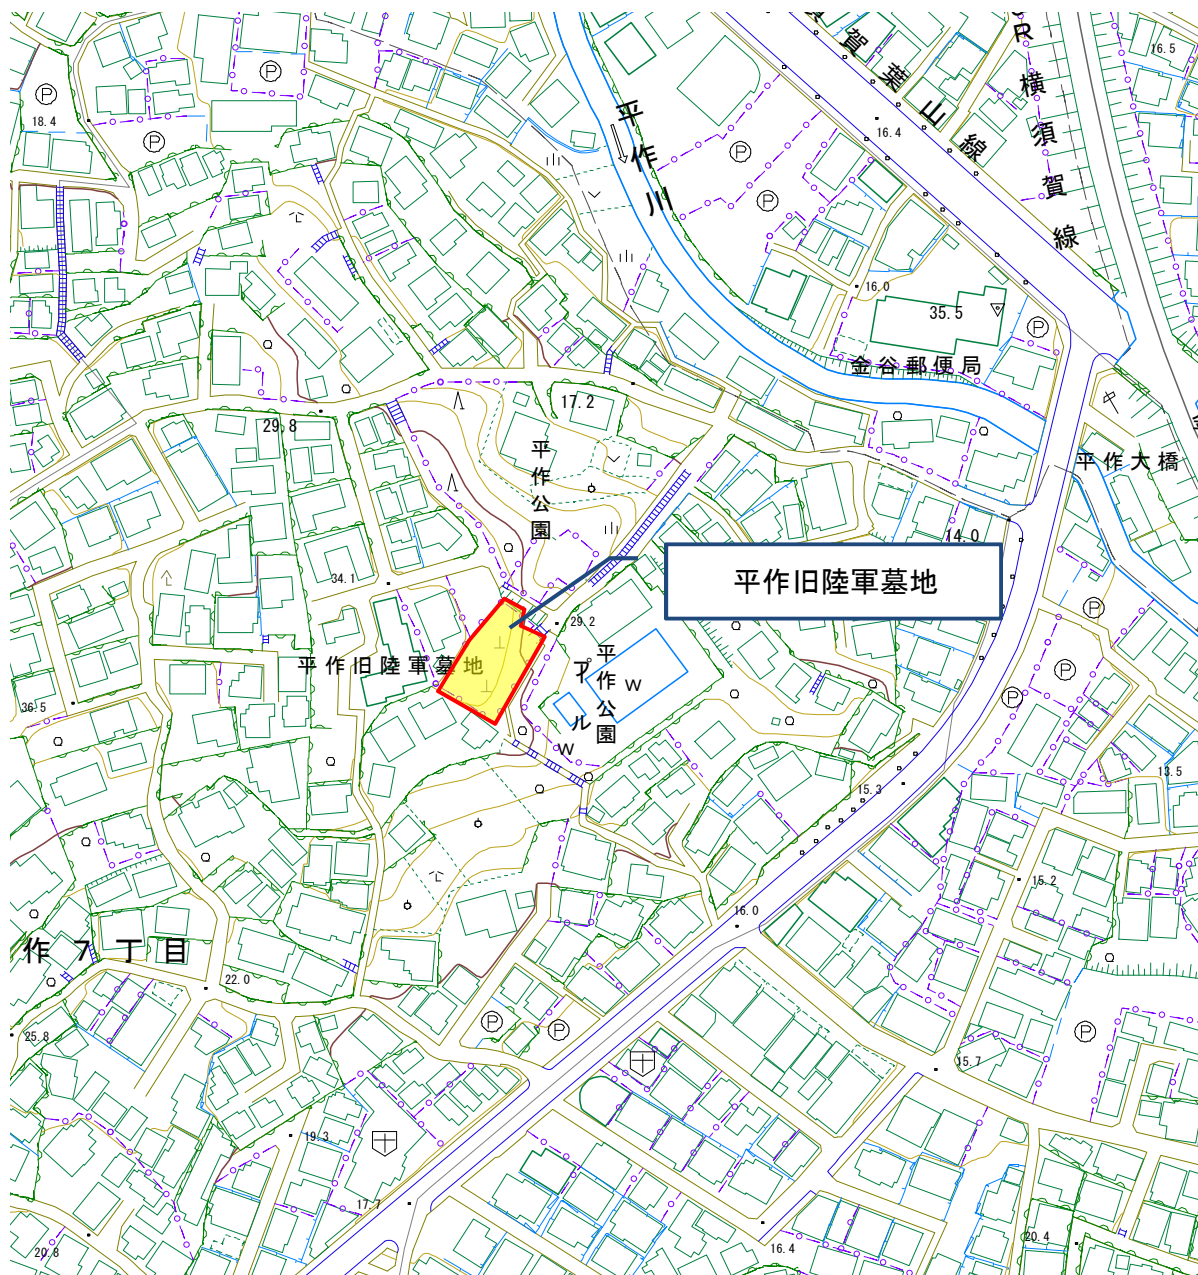 須賀葉山線
JR横須賀線
16.5
P
P
18.4
P
16.4
平作川
P
P
16.0
35.5
P
金谷郵便局
17.2
29.8
平作公園
平作大橋
14.0
平作旧陸軍墓地
34.1
29.2
P
平作旧陸軍墓地
平作公園
プール
W
W
P
P
36.5
13.5
15.3
15.2
16.0
作7丁目
22.0
P
P
P
25.8
15.7
19.3
17.7
16.4
20.4
20.8